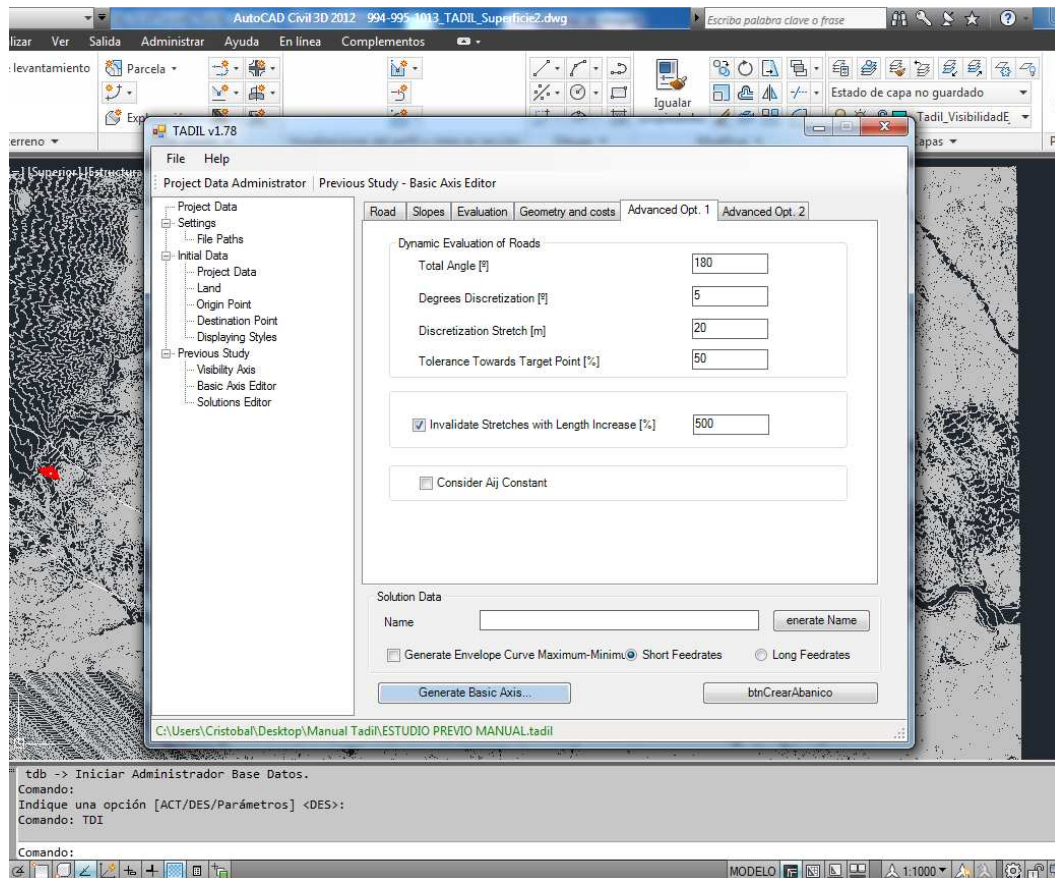 AutoCAD Civil 3D 2012 994-995-1013_TADIL_Superficie2.dwg
Escriba palabra clave o frase
lizar Ver Salida Administrar Ayuda En línea Complementos
levantamiento
Parcela
Igualar
Estado de capa no guardado
Tadil_VisibilidadE
erreno
apas
TADIL v1.78
File Help
Project Data Administrator Previous Study - Basic Axis Editor
Project Data
Settings
File Paths
Initial Data
Project Data
Land
Origin Point
Destination Point
Displaying Styles
Previous Study
Visibility Axis
Basic Axis Editor
Solutions Editor
Road Slopes Evaluation Geometry and costs Advanced Opt. 1 Advanced Opt. 2
Dynamic Evaluation of Roads
Total Angle [º] 180
Degrees Discretization [º] 5
Discretization Stretch [m] 20
Tolerance Towards Target Point [%] 50
Invalidate Stretches with Length Increase [%] 500
Consider Aij Constant
Solution Data
Name enerate Name
Generate Envelope Curve Maximum-Minimu Short Feedrates Long Feedrates
Generate Basic Axis... btnCrearAbanico
C:\Users\Cristobal\Desktop\Manual Tadil\ESTUDIO PREVIO MANUAL.tadil
tdb -> Iniciar Administrador Base Datos.
Comando:
Indique una opción [ACT/DES/Parámetros] <DES>:
Comando: TDI
Comando:
MODELO 1:1000